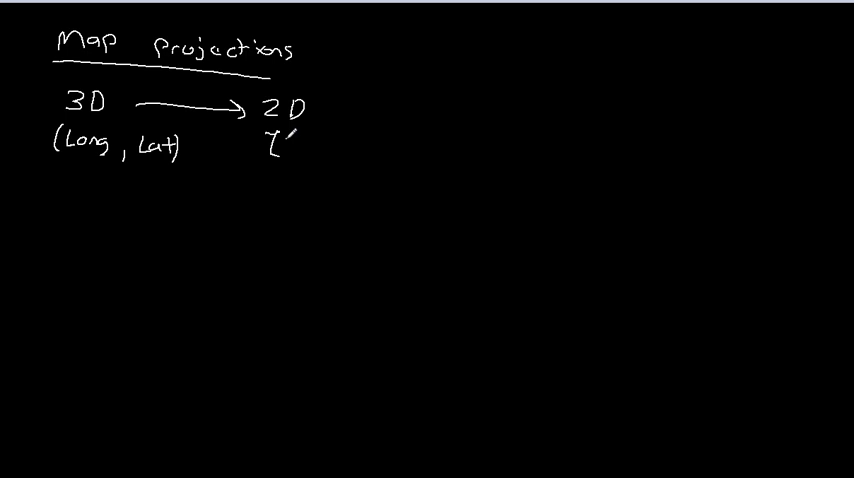 Map Projections
3D → 2D
(Long, Lat)